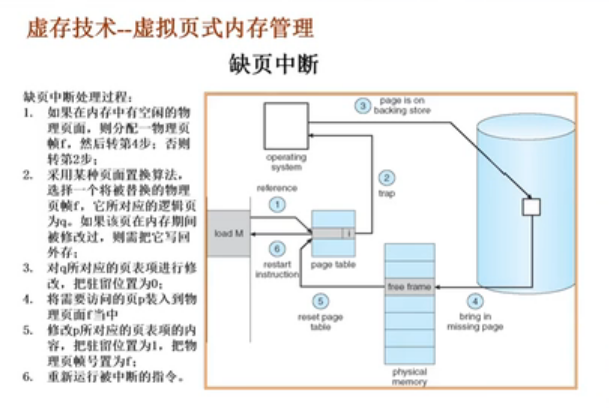 虚存技术--虚拟页式内存管理
缺页中断
缺页中断处理过程:
1. 如果在内存中有空闲的物
理页面,则分配一物理页
帧f,然后转第4步;否则
转第2步;
2. 采用某种页面置换算法,
选择一个将被替换的物理
页帧f,它所对应的逻辑页
为q。如果该页在内存期间
被修改过,则需把它写回
外存;
3. 对q所对应的页表项进行修
改,把驻留位置为0;
4. 将需要访问的页p装入到物
理页面f当中
5. 修改p所对应的页表项的内
容,把驻留位置为1,把物
理页帧号置为f;
6. 重新运行被中断的指令。
3
page is on
backing store
operating
system
2
trap
reference
1
load M
i
6
restart
instruction
page table
free frame
5
reset page
table
4
bring in
missing page
physical
memory